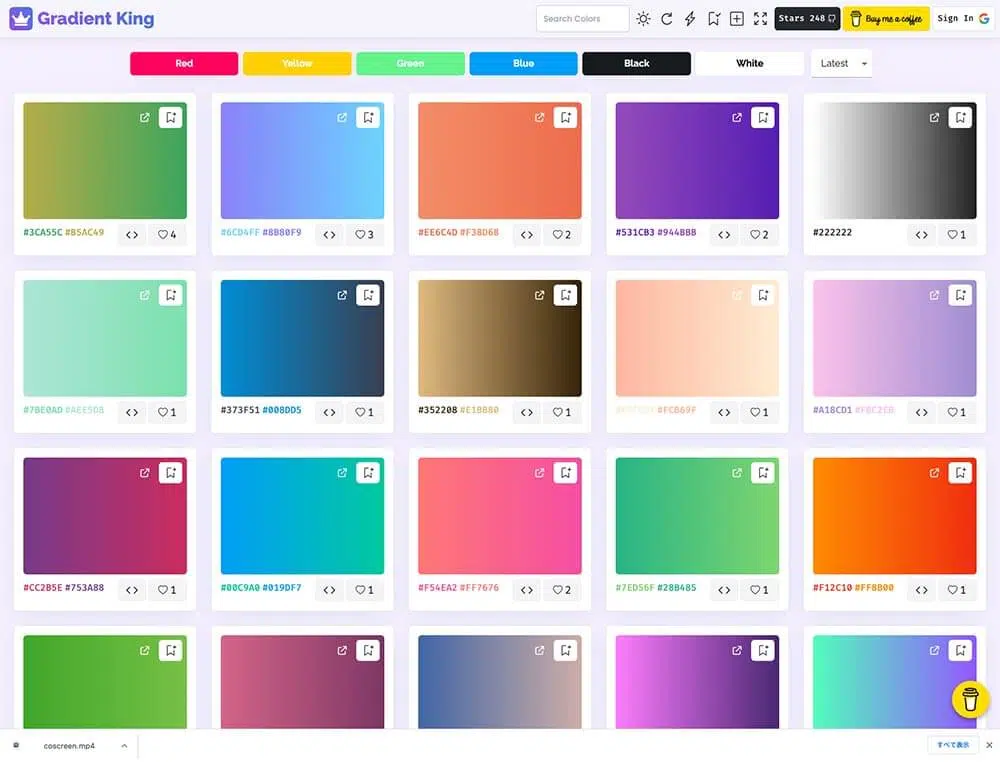 Gradient King
Search Colors
Stars 248
Buy me a coffee
Sign In
Red
Yellow
Green
Blue
Black
White
Latest
#3CA55C #B5AC49
4
#6CD4FF #8B80F9
3
#EE6C4D #F38D68
2
#531CB3 #944BBB
2
#222222
1
#7BE0AD #AEE5D8
1
#373F51 #008DD5
1
#352208 #E1BB80
1
#FCB69F
1
#A18CD1 #FBC2EB
1
#CC2B5E #753A88
1
#00C9A0 #019DF7
1
#F54EA2 #FF7676
2
#7ED56F #28B485
1
#F12C10 #FF8B00
1
coscreen.mp4
すべて表示